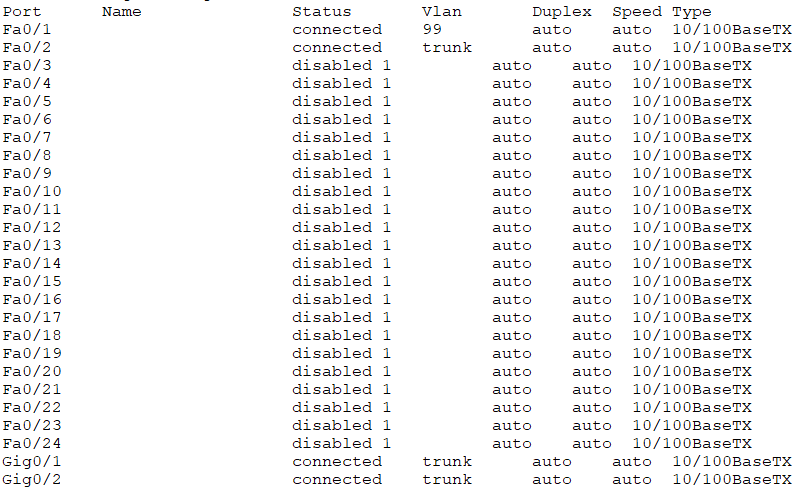 Port      Name               Status       Vlan       Duplex  Speed Type
Fa0/1                        connected    99         auto    auto  10/100BaseTX
Fa0/2                        connected    trunk      auto    auto  10/100BaseTX
Fa0/3                        disabled 1          auto    auto  10/100BaseTX
Fa0/4                        disabled 1          auto    auto  10/100BaseTX
Fa0/5                        disabled 1          auto    auto  10/100BaseTX
Fa0/6                        disabled 1          auto    auto  10/100BaseTX
Fa0/7                        disabled 1          auto    auto  10/100BaseTX
Fa0/8                        disabled 1          auto    auto  10/100BaseTX
Fa0/9                        disabled 1          auto    auto  10/100BaseTX
Fa0/10                       disabled 1          auto    auto  10/100BaseTX
Fa0/11                       disabled 1          auto    auto  10/100BaseTX
Fa0/12                       disabled 1          auto    auto  10/100BaseTX
Fa0/13                       disabled 1          auto    auto  10/100BaseTX
Fa0/14                       disabled 1          auto    auto  10/100BaseTX
Fa0/15                       disabled 1          auto    auto  10/100BaseTX
Fa0/16                       disabled 1          auto    auto  10/100BaseTX
Fa0/17                       disabled 1          auto    auto  10/100BaseTX
Fa0/18                       disabled 1          auto    auto  10/100BaseTX
Fa0/19                       disabled 1          auto    auto  10/100BaseTX
Fa0/20                       disabled 1          auto    auto  10/100BaseTX
Fa0/21                       disabled 1          auto    auto  10/100BaseTX
Fa0/22                       disabled 1          auto    auto  10/100BaseTX
Fa0/23                       disabled 1          auto    auto  10/100BaseTX
Fa0/24                       disabled 1          auto    auto  10/100BaseTX
Gig0/1                       connected    trunk      auto    auto  10/100BaseTX
Gig0/2                       connected    trunk      auto    auto  10/100BaseTX